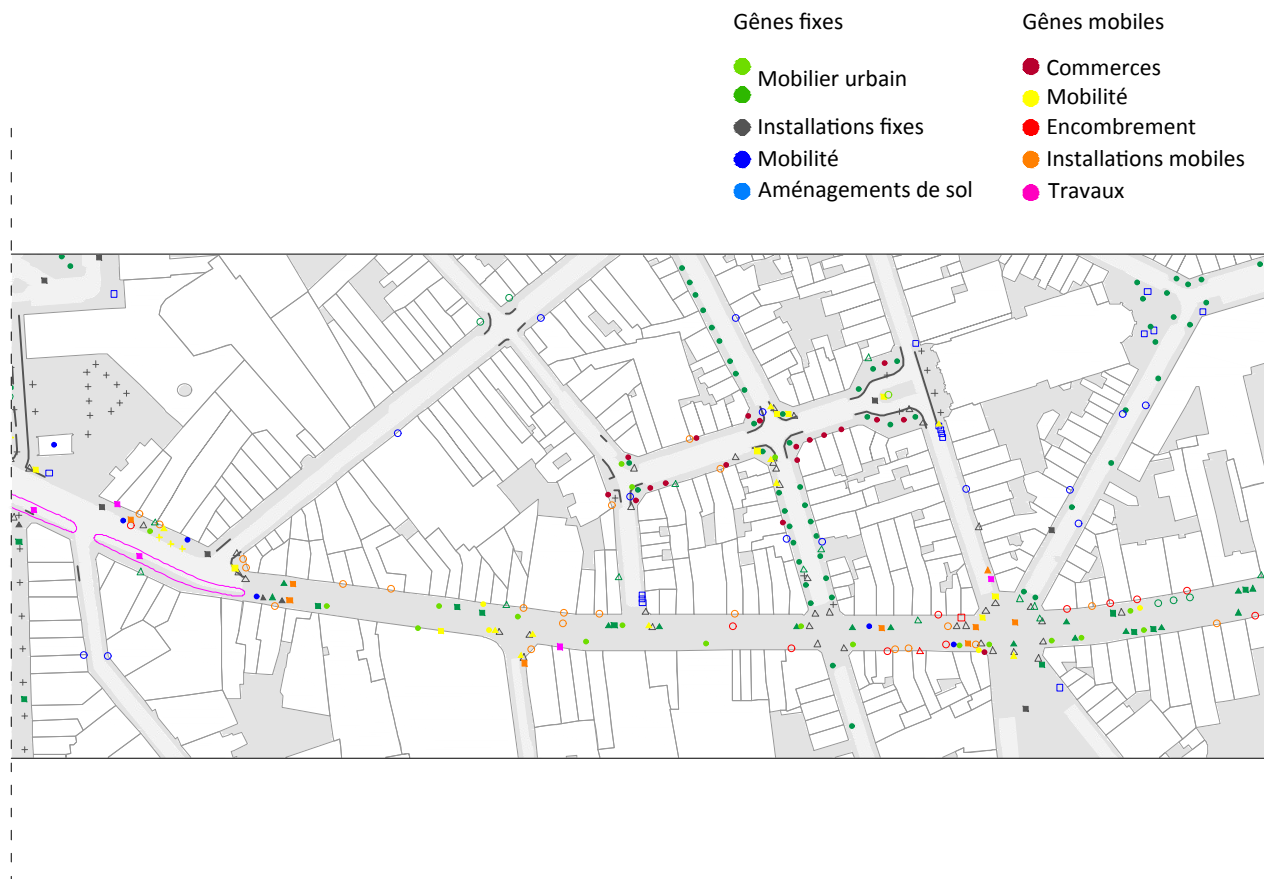 Gênes fixes
Mobilier urbain
Installations fixes
Mobilité
Aménagements de sol
Gênes mobiles
Commerces
Mobilité
Encombrement
Installations mobiles
Travaux